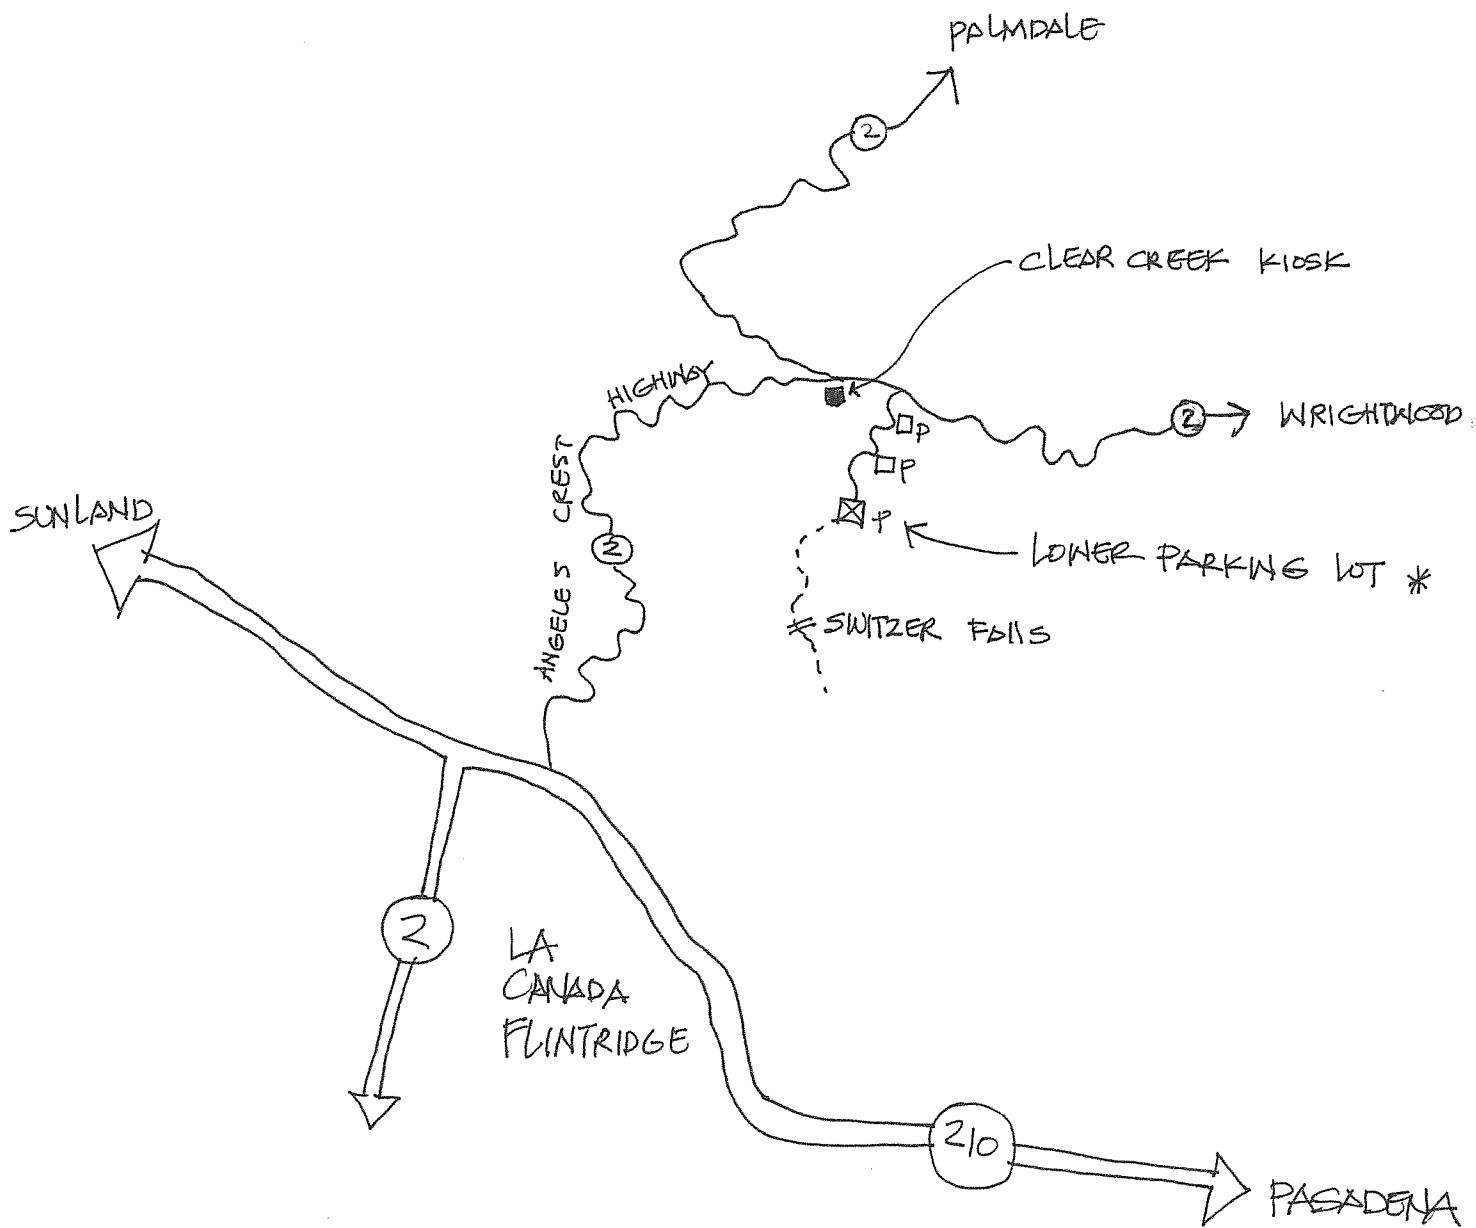 PALMDALE
2
CLEAR CREEK KIOSK
HIGHWAY
2
WRIGHTWOOD
P
P
P
ANGELES CREST
SUNLAND
2
LOWER PARKING LOT *
SWITZER FAllS
2
LA
CANADA
FLINTRIDGE
210
PASADENA